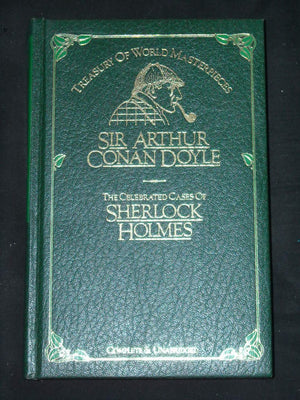 TREASURY OF WORLD MASTERPIECES
SIR ARTHUR
CONAN DOYLE
THE CELEBRATED CASES OF
SHERLOCK
HOLMES
COMPLETE & UNABRIDGED